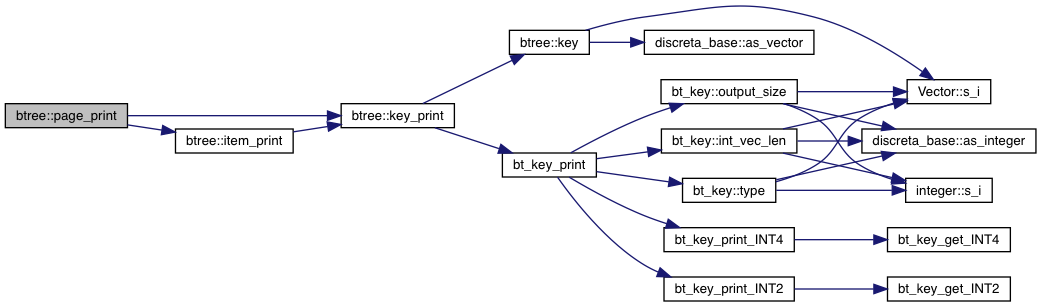 btree::page_print
btree::item_print
btree::key_print
btree::key
bt_key_print
discreta_base::as_vector
bt_key::output_size
bt_key::int_vec_len
bt_key::type
bt_key_print_INT4
bt_key_print_INT2
Vector::s_i
discreta_base::as_integer
integer::s_i
bt_key_get_INT4
bt_key_get_INT2